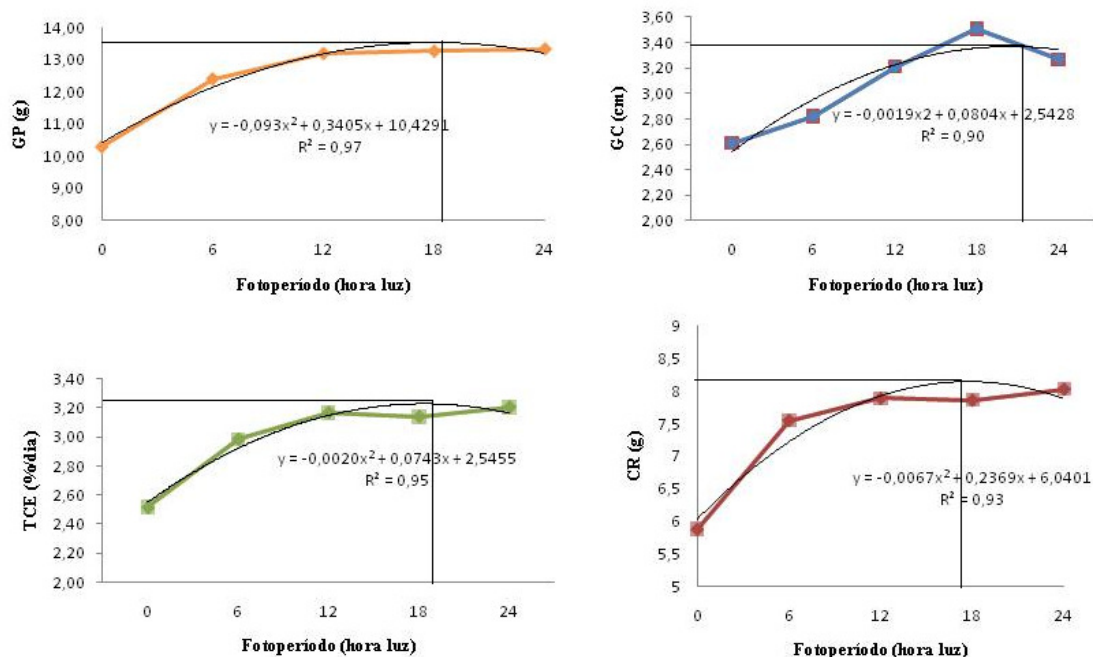 14,00
13,00
12,00
11,00
10,00
9,00
8,00
GP (g)
y = -0,093x² + 0,3405x + 10,4291
R² = 0,97
0 6 12 18 24
Fotoperíodo (hora luz)
3,60
3,40
3,20
3,00
2,80
2,60
2,40
2,20
2,00
GC (cm)
y = -0,0019x2 + 0,0804x + 2,5428
R² = 0,90
0 6 12 18 24
Fotoperíodo (hora luz)
3,40
3,20
3,00
2,80
2,60
2,40
2,20
2,00
TCE (%/dia)
y = -0,0020x² + 0,0743x + 2,5455
R² = 0,95
0 6 12 18 24
Fotoperíodo (hora luz)
9
8,5
8
7,5
7
6,5
6
5,5
5
CR (g)
y = -0,0067x² + 0,2369x + 6,0401
R² = 0,93
0 6 12 18 24
Fotoperíodo (hora luz)